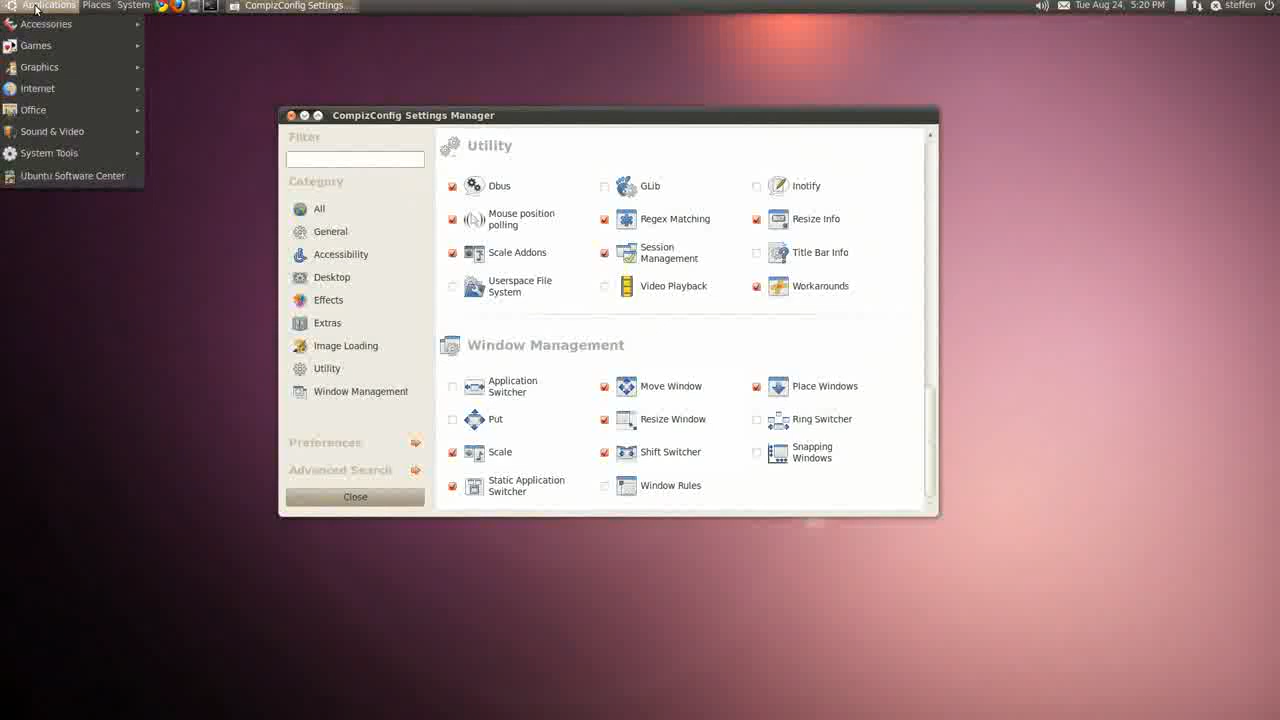 Applications Places System CompizConfig Settings... Tue Aug 24, 5:20 PM steffen
Accessories
Games
Graphics
Internet
Office
Sound & Video
System Tools
Ubuntu Software Center
CompizConfig Settings Manager
Filter
Category
All
General
Accessibility
Desktop
Effects
Extras
Image Loading
Utility
Window Management
Preferences
Advanced Search
Close
Utility
Dbus GLib Inotify
Mouse position
polling
Regex Matching Resize Info
Scale Addons
Session
Management
Title Bar Info
Userspace File
System
Video Playback Workarounds
Window Management
Application
Switcher
Move Window Place Windows
Put Resize Window Ring Switcher
Scale Shift Switcher
Snapping
Windows
Static Application
Switcher
Window Rules